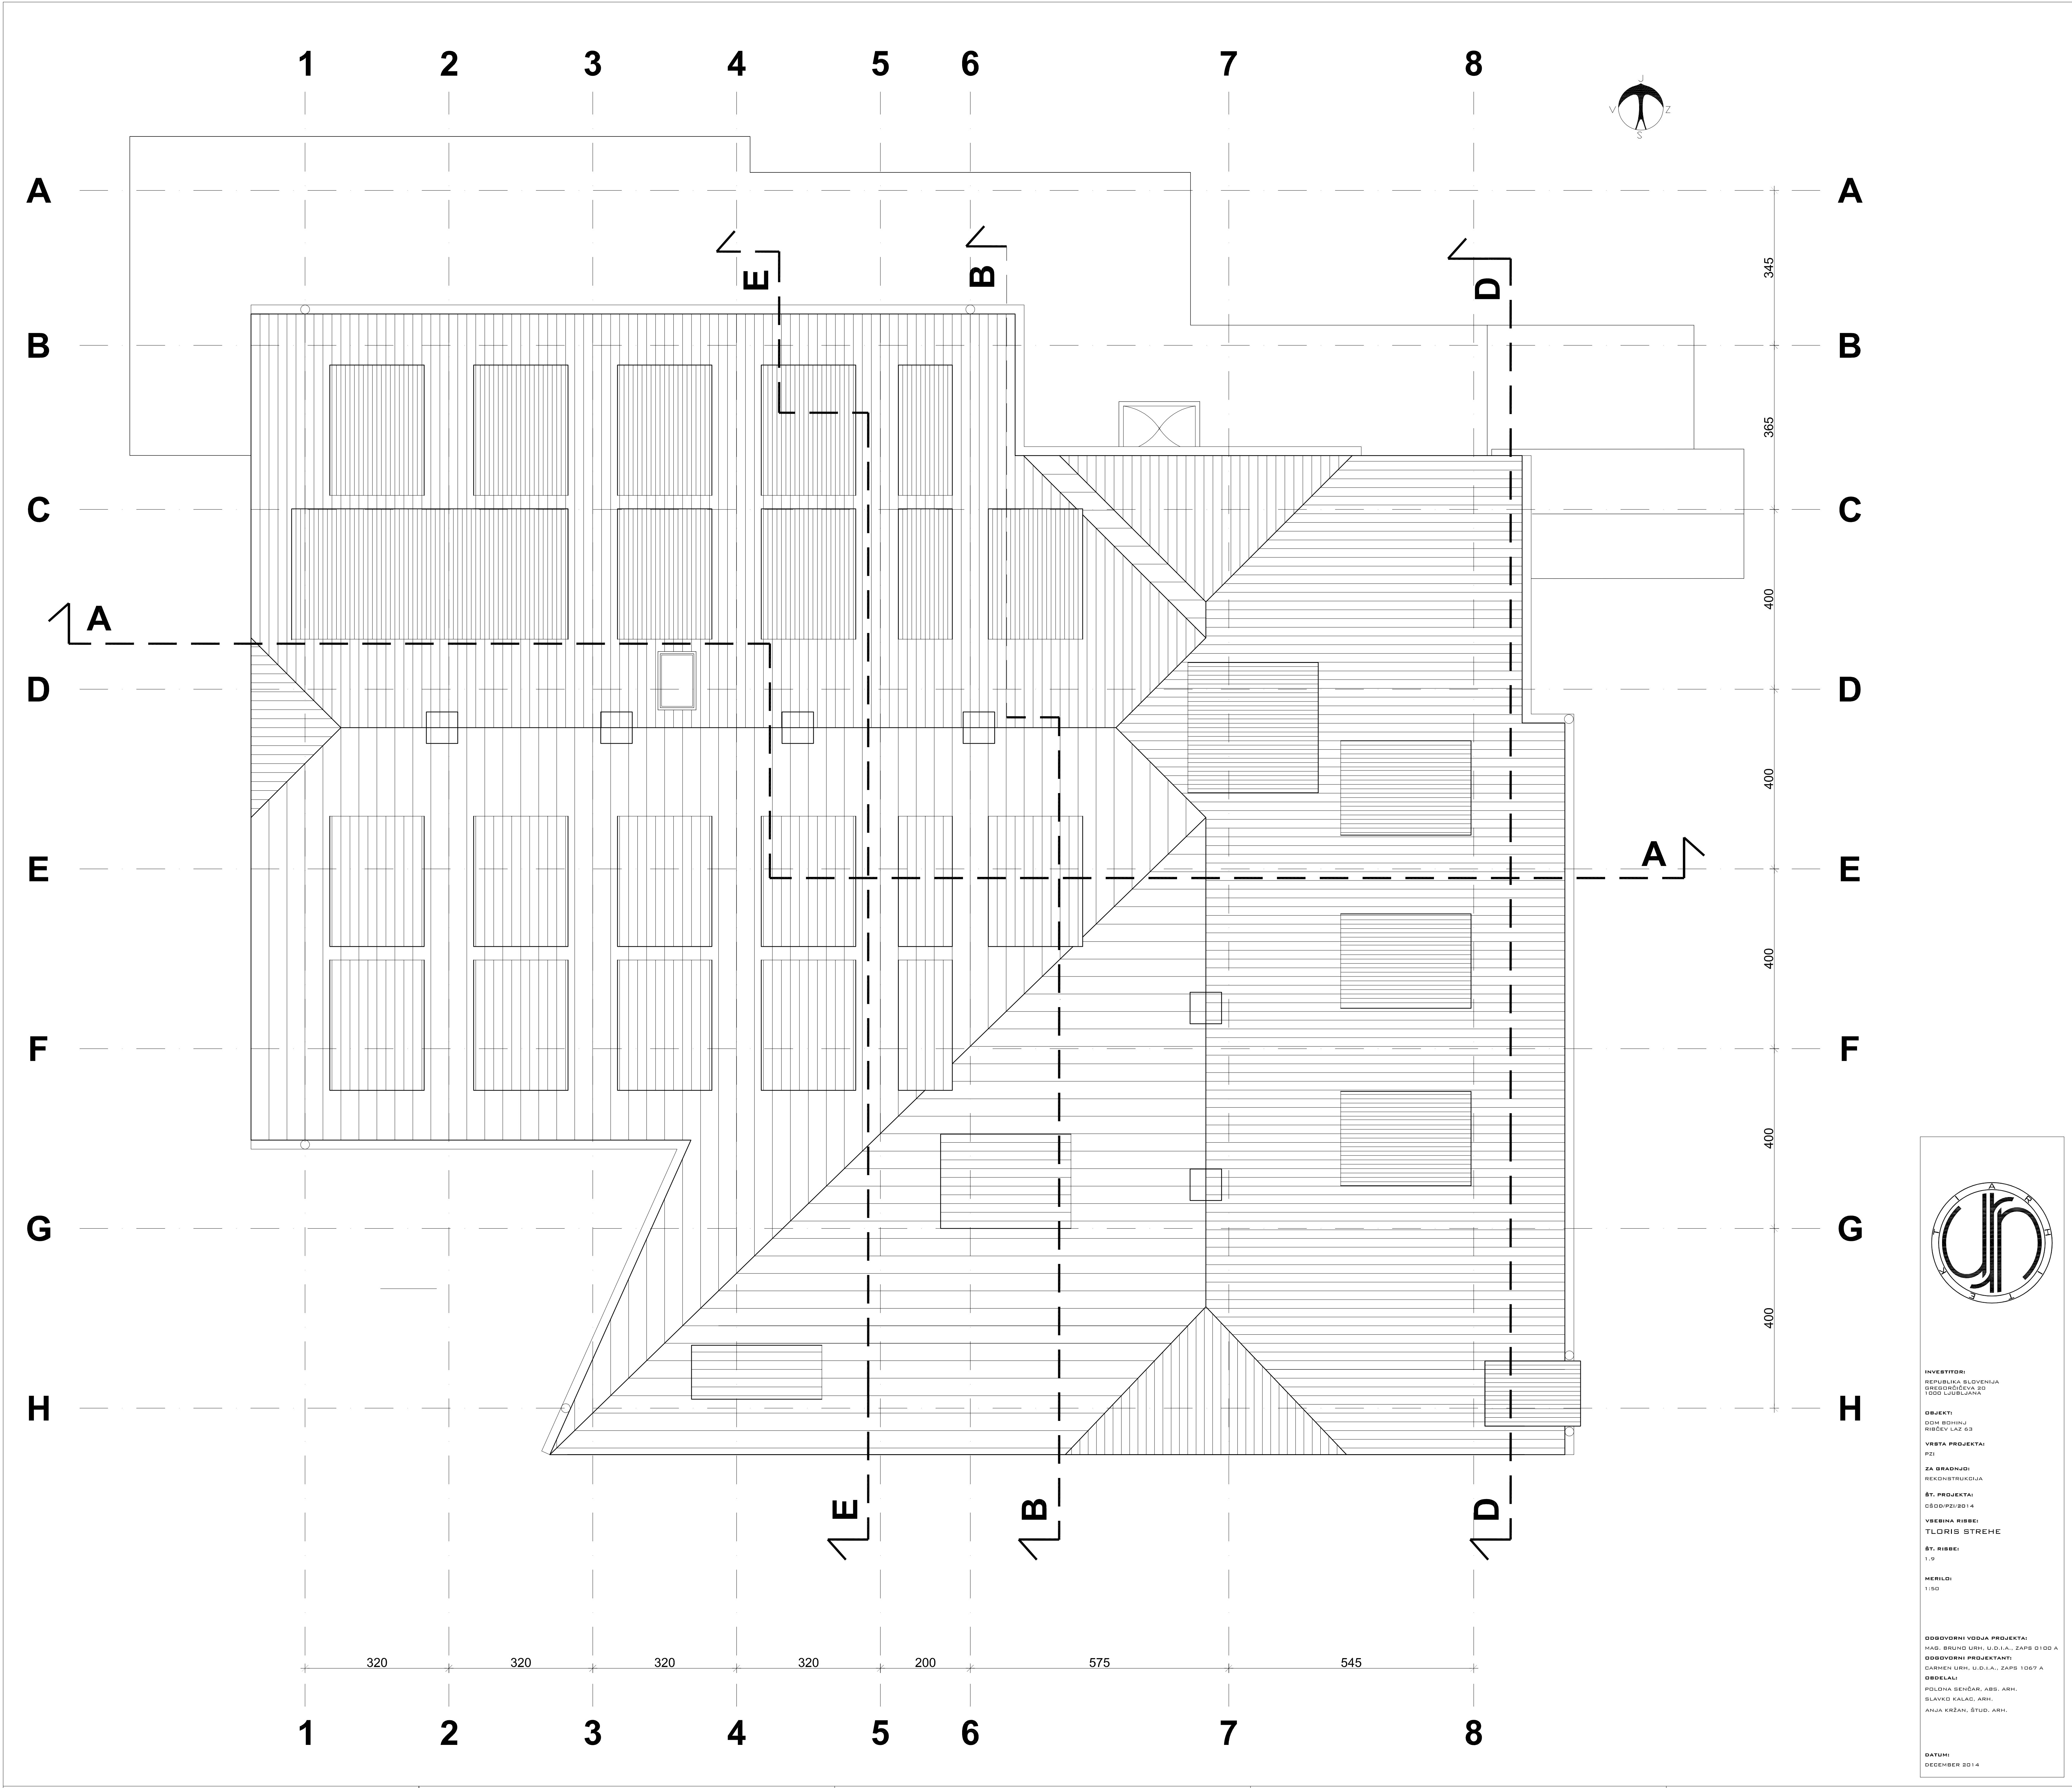 1 2 3 4 5 6 7 8
J
V Z
S
A A
E B D
B B
C C
A
D D
A
E E
F F
G G
H H
E B D
345
365
400
400
400
400
400
320 320 320 320 200 575 545
1 2 3 4 5 6 7 8
ARHITEKTI
INVESTITOR:
REPUBLIKA SLOVENIJA
GREGORČIČEVA 20
1000 LJUBLJANA
OBJEKT:
DOM BOHINJ
RIBČEV LAZ 63
VRSTA PROJEKTA:
PZI
ZA GRADNJO:
REKONSTRUKCIJA
ŠT. PROJEKTA:
CŠOD/PZI/2014
VSEBINA RISBE:
TLORIS STREHE
ŠT. RISBE:
1.9
MERILO:
1:50
ODGOVORNI VODJA PROJEKTA:
MAG. BRUNO URH, U.D.I.A., ZAPS 0100 A
ODGOVORNI PROJEKTANT:
CARMEN URH, U.D.I.A., ZAPS 1067 A
OBDELALI
POLONA SENČAR, ABS. ARH.
SLAVKO KALAC, ARH.
ANJA KRŽAN, ŠTUD. ARH.
DATUM:
DECEMBER 2014